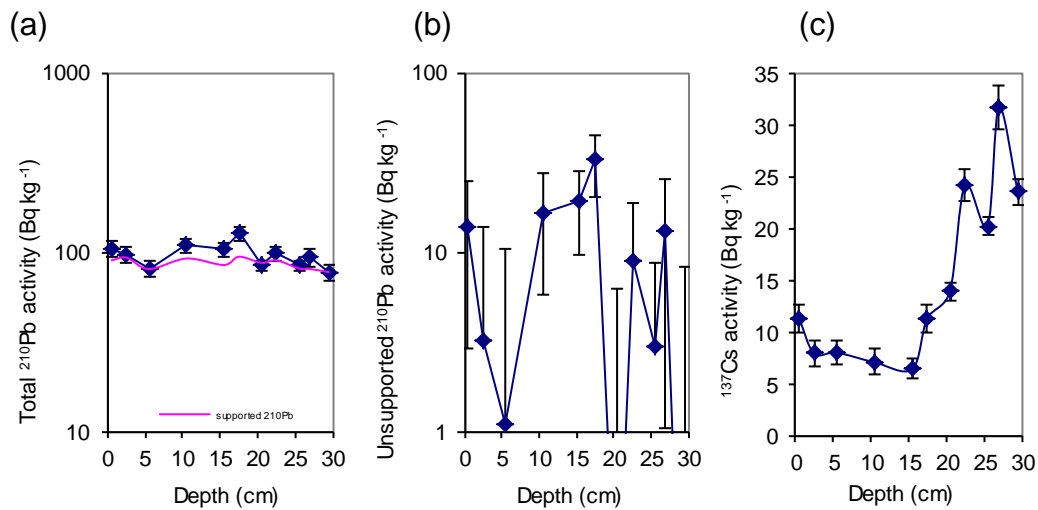 (a)
(b)
(c)
Total ²¹⁰Pb activity (Bq kg⁻¹)
1000
100
10
0 5 10 15 20 25 30
Depth (cm)
supported 210Pb
Unsupported ²¹⁰Pb activity (Bq kg⁻¹)
100
10
1
0 5 10 15 20 25 30
Depth (cm)
¹³⁷Cs activity (Bq kg⁻¹)
35
30
25
20
15
10
5
0
0 5 10 15 20 25 30
Depth (cm)